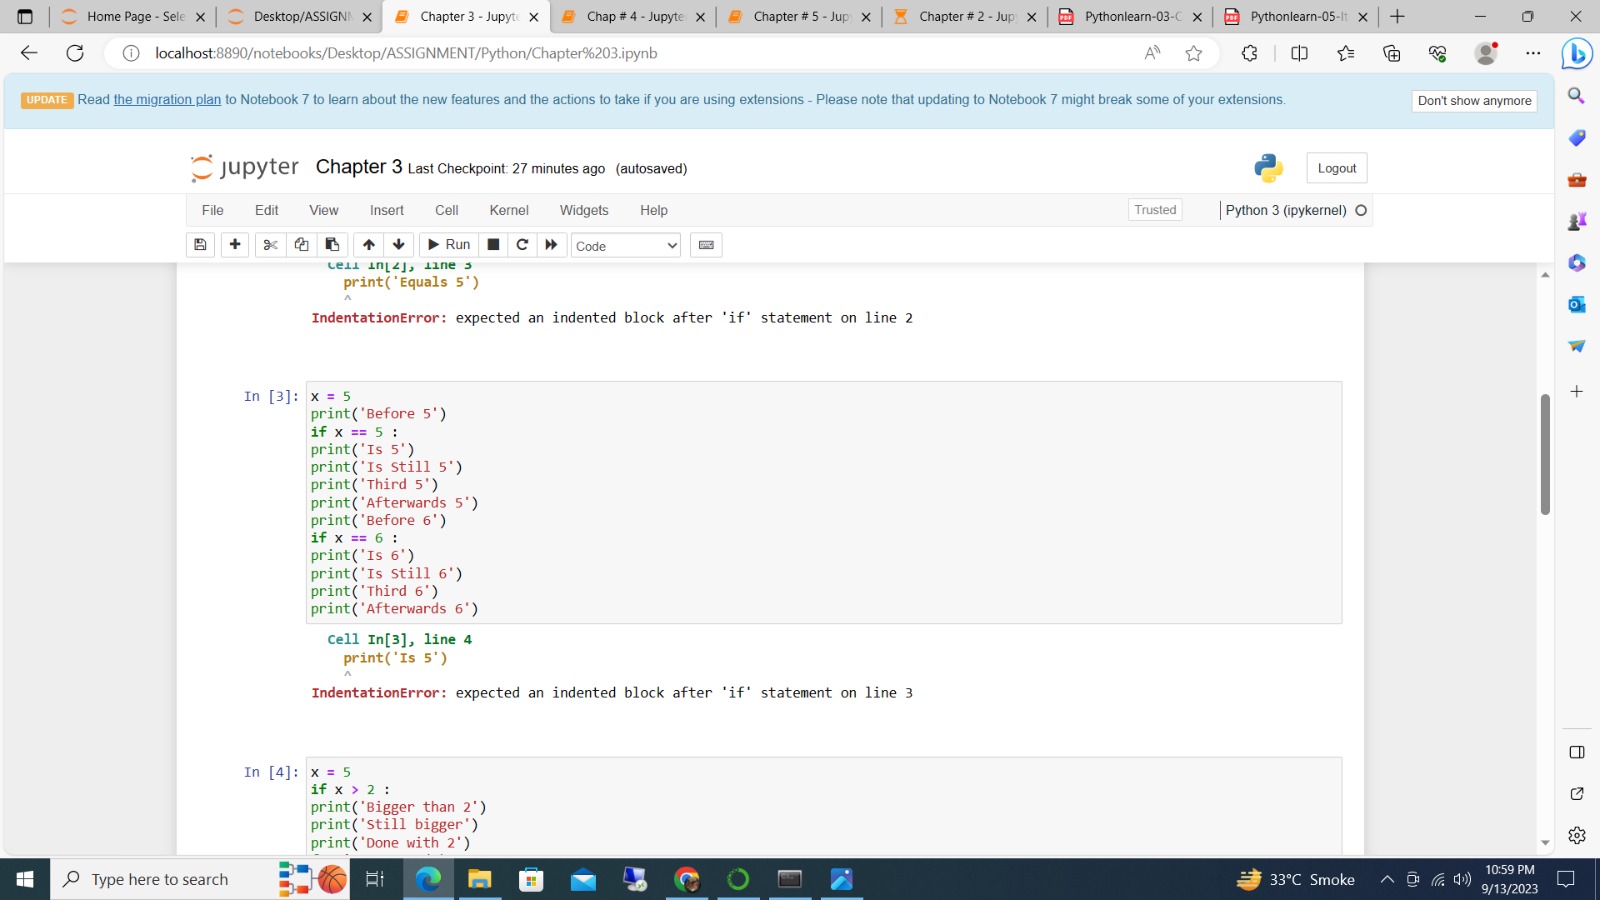 Home Page - Sele
Desktop/ASSIGNM
Chapter 3 - Jupyte
Chap # 4 - Jupyte
Chapter # 5 - Jup
Chapter # 2 - Jup
Pythonlearn-03-C
Pythonlearn-05-It
localhost:8890/notebooks/Desktop/ASSIGNMENT/Python/Chapter%203.ipynb
UPDATE Read the migration plan to Notebook 7 to learn about the new features and the actions to take if you are using extensions - Please note that updating to Notebook 7 might break some of your extensions.
Don't show anymore
jupyter Chapter 3 Last Checkpoint: 27 minutes ago (autosaved)
Logout
File Edit View Insert Cell Kernel Widgets Help
Trusted
Python 3 (ipykernel)
Run
Code
Cell In[2], line 3
print('Equals 5')
^
IndentationError: expected an indented block after 'if' statement on line 2
In [3]: x = 5
print('Before 5')
if x == 5 :
print('Is 5')
print('Is Still 5')
print('Third 5')
print('Afterwards 5')
print('Before 6')
if x == 6 :
print('Is 6')
print('Is Still 6')
print('Third 6')
print('Afterwards 6')
Cell In[3], line 4
print('Is 5')
^
IndentationError: expected an indented block after 'if' statement on line 3
In [4]: x = 5
if x > 2 :
print('Bigger than 2')
print('Still bigger')
print('Done with 2')
Type here to search
33°C Smoke
10:59 PM
9/13/2023